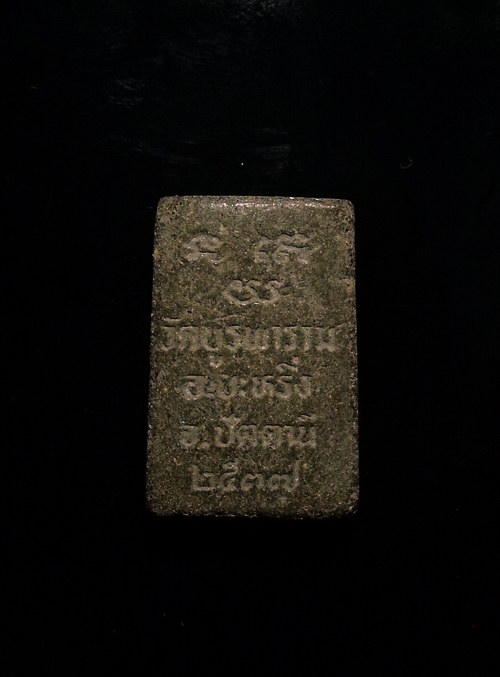 วัดบูรพาราม
อ.ยะหริ่ง
จ.ปัตตานี
๒๕๓๗